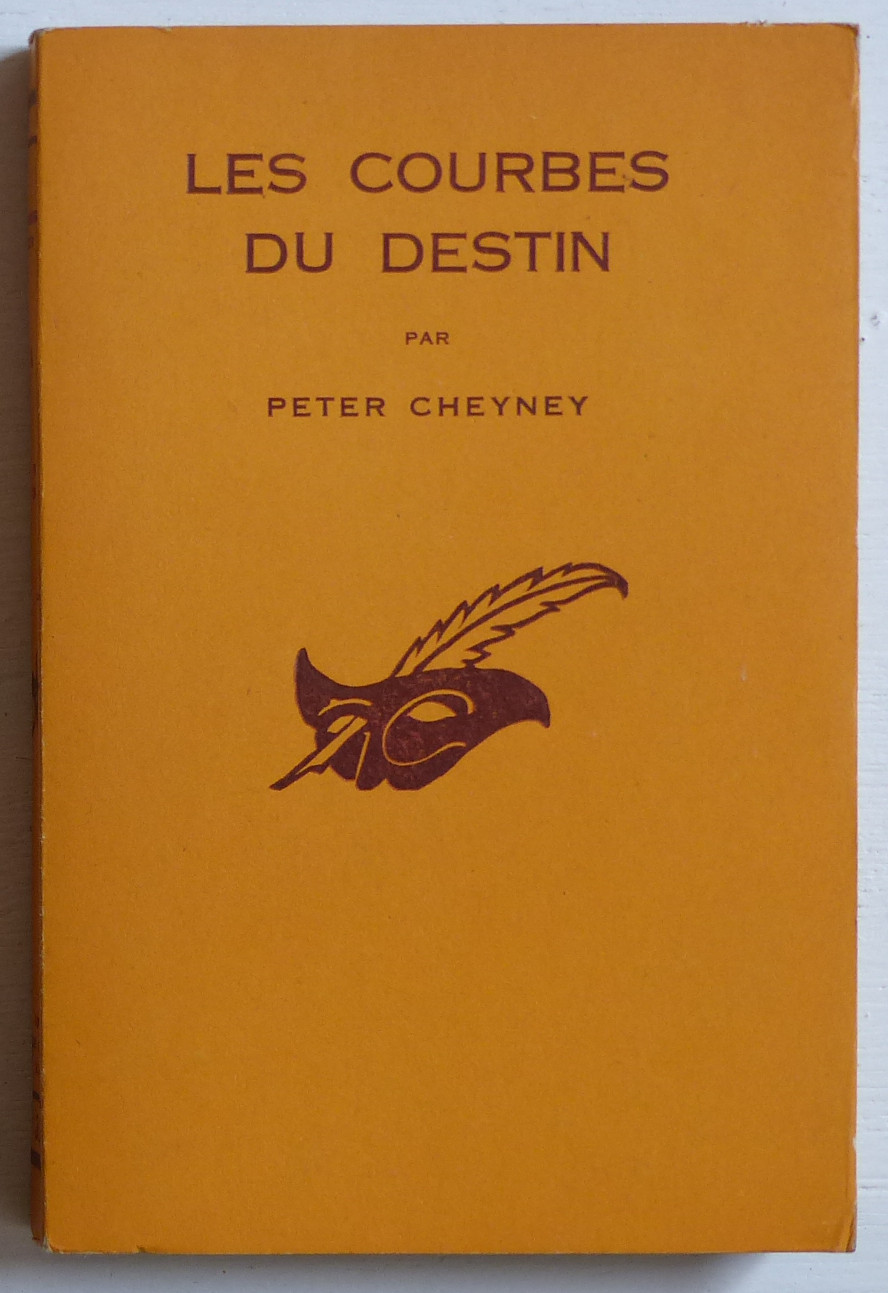 LES COURBES
DU DESTIN
PAR
PETER CHEYNEY